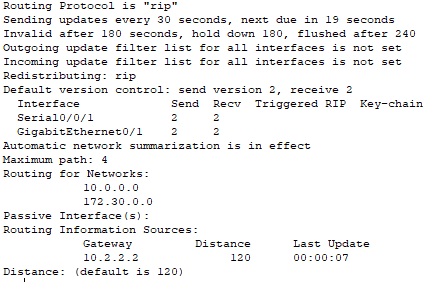 Routing Protocol is "rip"
Sending updates every 30 seconds, next due in 19 seconds
Invalid after 180 seconds, hold down 180, flushed after 240
Outgoing update filter list for all interfaces is not set
Incoming update filter list for all interfaces is not set
Redistributing: rip
Default version control: send version 2, receive 2
  Interface             Send  Recv  Triggered RIP  Key-chain
  Serial0/0/1           2     2
  GigabitEthernet0/1    2     2
Automatic network summarization is in effect
Maximum path: 4
Routing for Networks:
            10.0.0.0
            172.30.0.0
Passive Interface(s):
Routing Information Sources:
            Gateway         Distance      Last Update
            10.2.2.2             120      00:00:07
Distance: (default is 120)